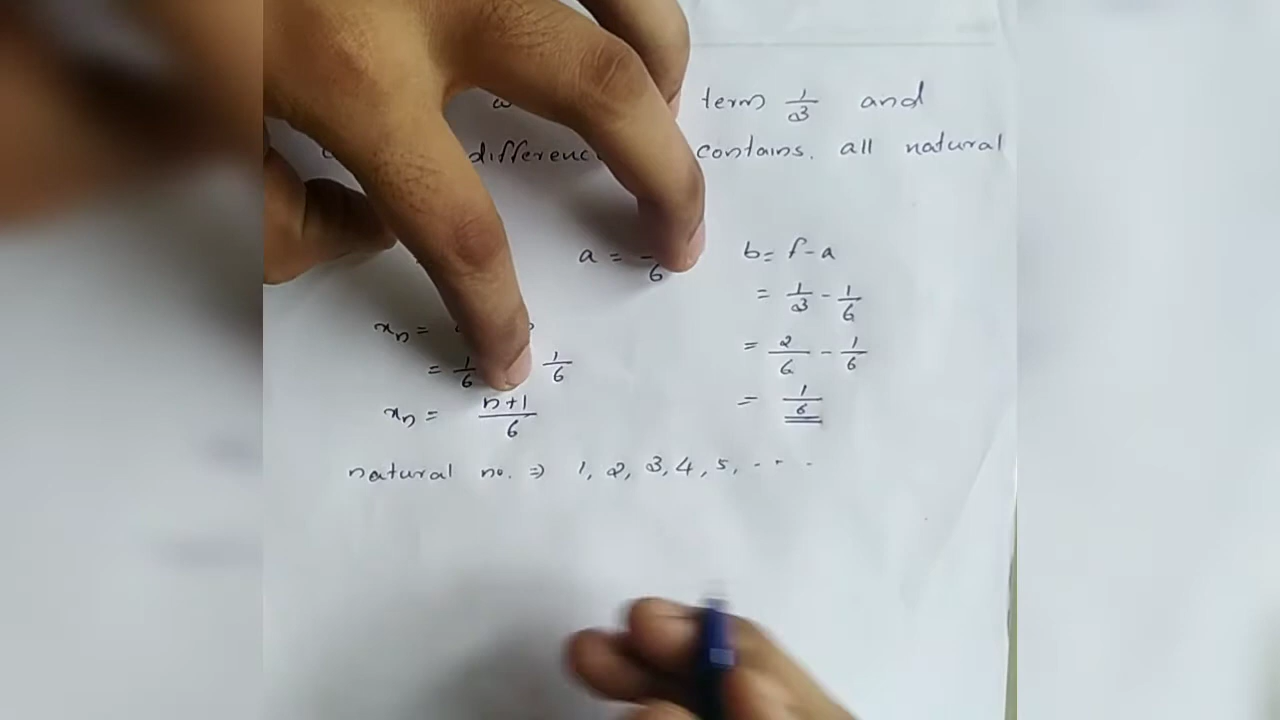 term 1/3 and
difference contains. all natural
a = 6 b = f - a
= 1/3 - 1/6
xn =
= 1/6 1/6 = 2/6 - 1/6
xn = n+1/6 = 1/6
natural no. ⇒ 1, 2, 3, 4, 5, - - -